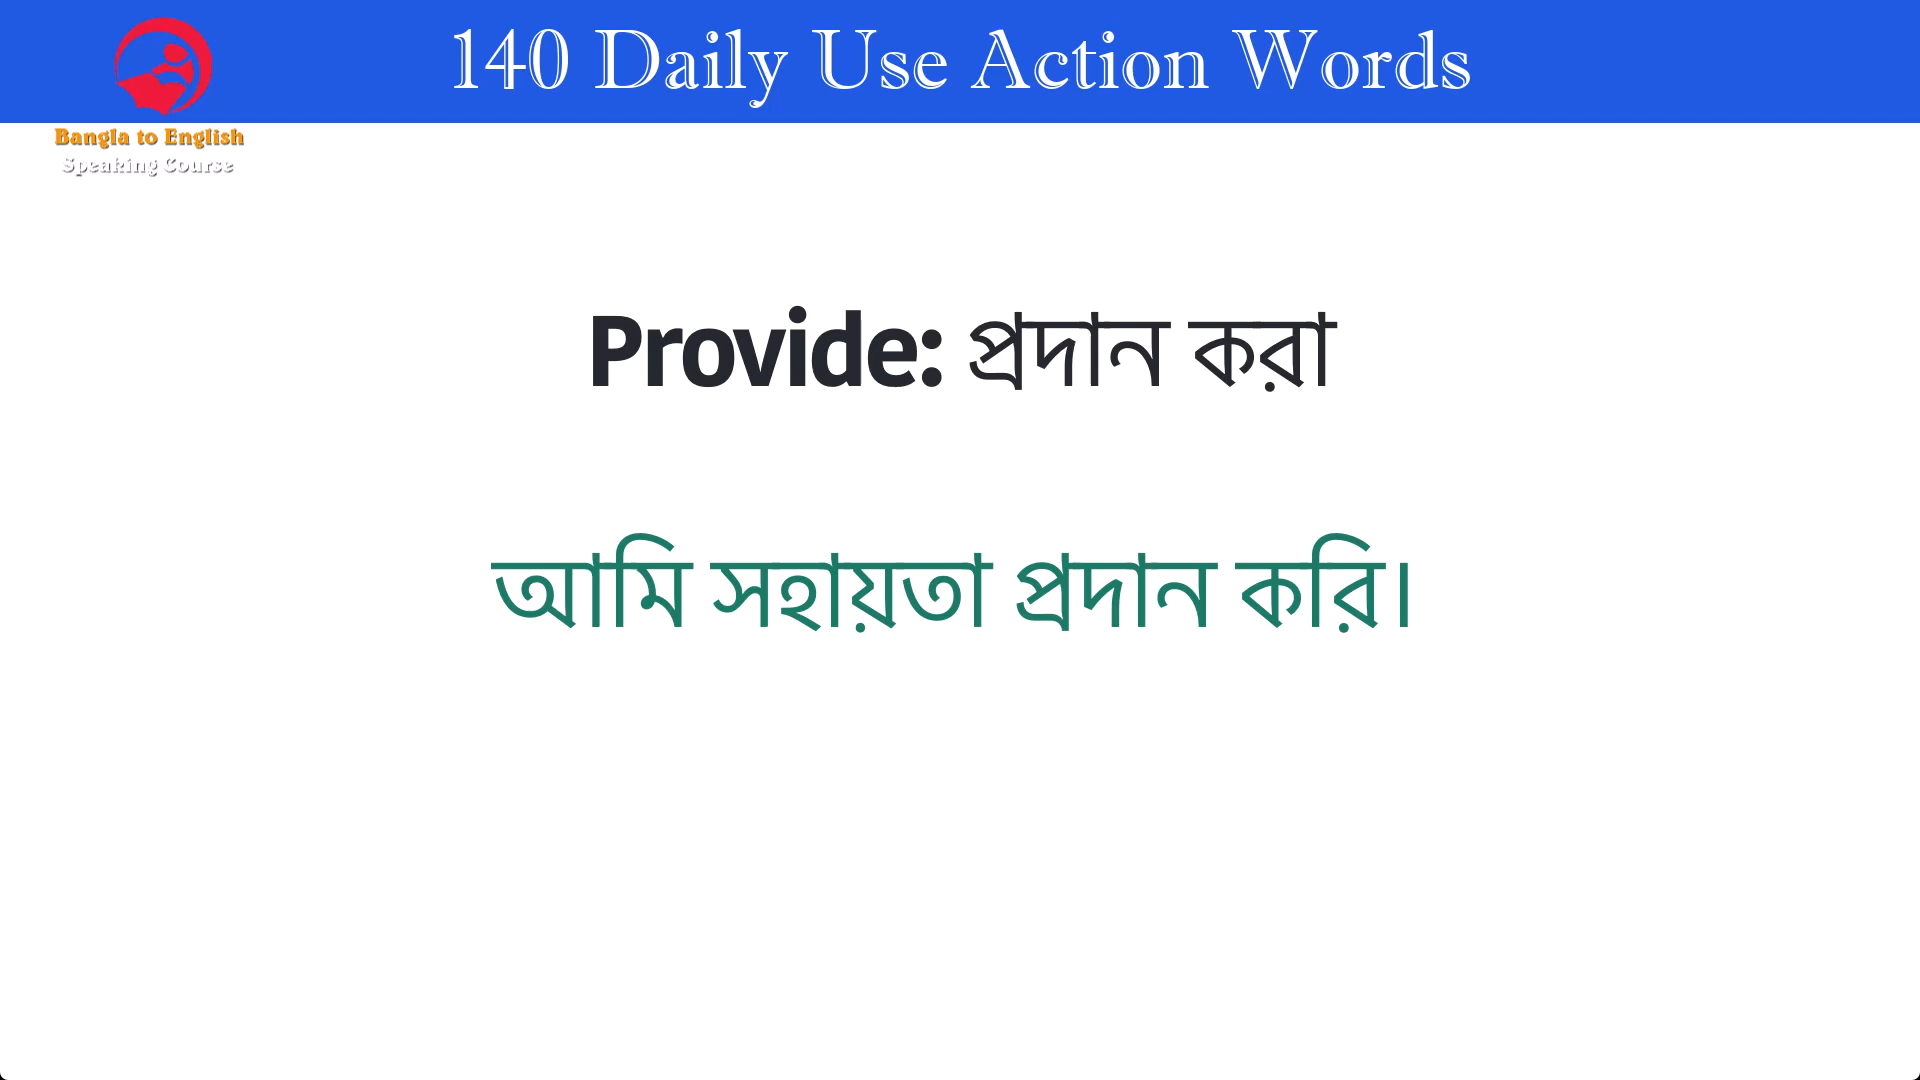 140 Daily Use Action Words
Bangla to English
Speaking Course
Provide: প্রদান করা
আমি সহায়তা প্রদান করি।